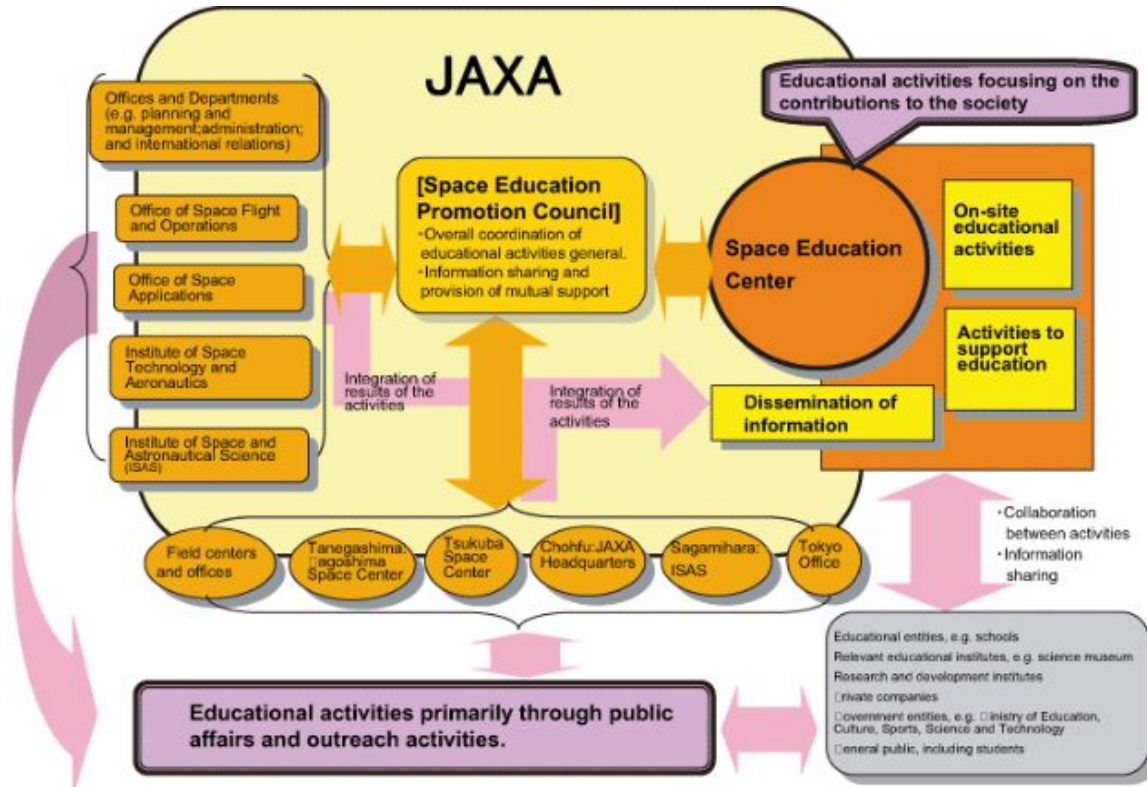 JAXA
Educational activities focusing on the
contributions to the society
Offices and Departments
(e.g. planning and
management;administration;
and international relations)
Office of Space Flight
and Operations
Office of Space
Applications
Institute of Space
Technology and
Aeronautics
Institute of Space and
Astronautical Science
(ISAS)
[Space Education
Promotion Council]
・Overall coordination of
educational activities general.
・Information sharing and
provision of mutual support
Space Education
Center
On-site
educational
activities
Activities to
support
education
Dissemination of
information
Integration of
results of the
activities
Integration of
results of the
activities
Field centers
and offices
Tanegashima:
□agoshima
Space Center
Tsukuba
Space
Center
Chohfu:JAXA
Headquarters
Sagamihara:
ISAS
Tokyo
Office
・Collaboration
between activities
・Information
sharing
Educational activities primarily through public
affairs and outreach activities.
Educational entities, e.g. schools
Relevant educational institutes, e.g. science museum
Research and development institutes
□rivate companies
□overnment entities, e.g. □inistry of Education,
Culture, Sports, Science and Technology
□eneral public, including students